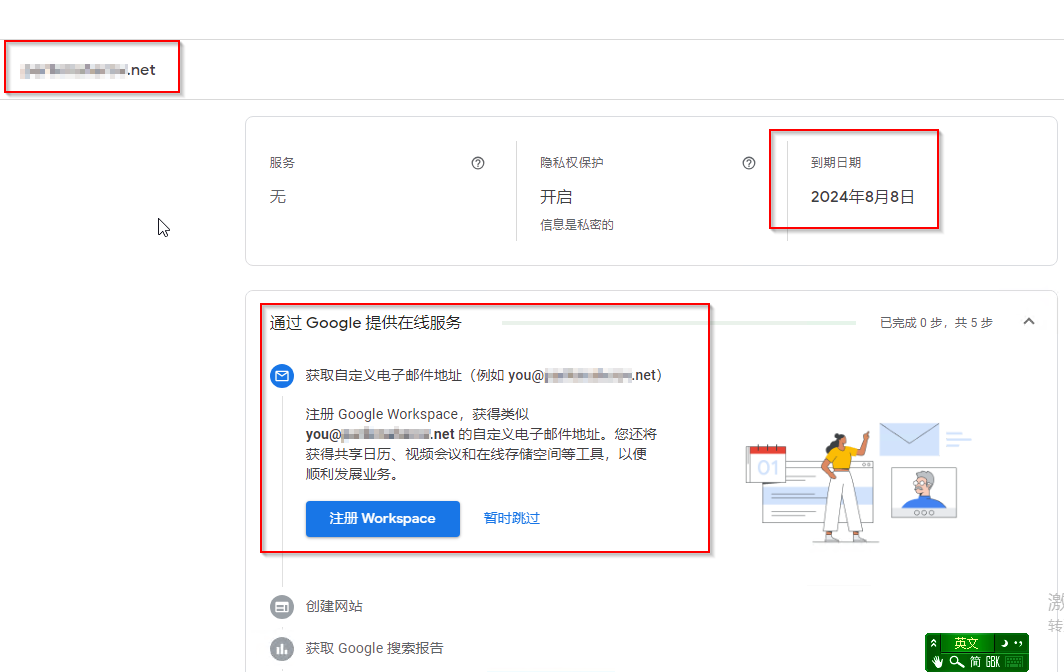 .net
服务
无
隐私权保护
开启
信息是私密的
到期日期
2024年8月8日
通过 Google 提供在线服务
已完成 0 步，共 5 步
获取自定义电子邮件地址（例如 you@.net）
注册 Google Workspace，获得类似
you@.net 的自定义电子邮件地址。您还将
获得共享日历、视频会议和在线存储空间等工具，以便
顺利发展业务。
注册 Workspace
暂时跳过
01
创建网站
获取 Google 搜索报告
激
转
英文
简 GBK